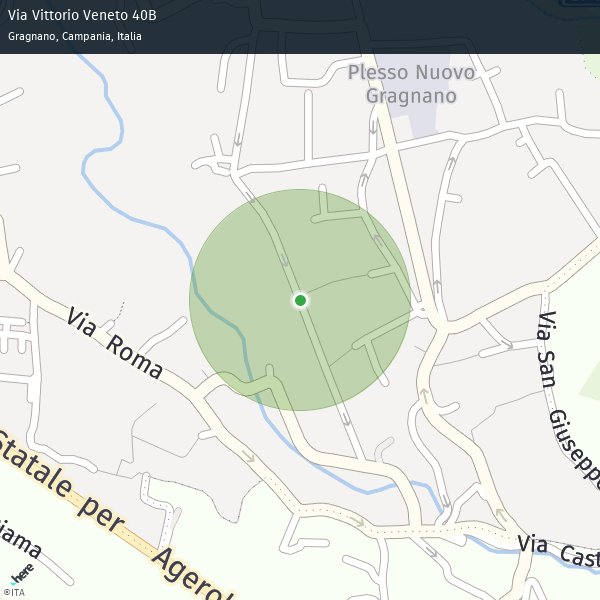 Via Vittorio Veneto 40B
Gragnano, Campania, Italia
Plesso Nuovo
Gragnano
Via Roma
Via San Giuseppe
Statale per Agerol
iama
Via Cast
here
©ITA